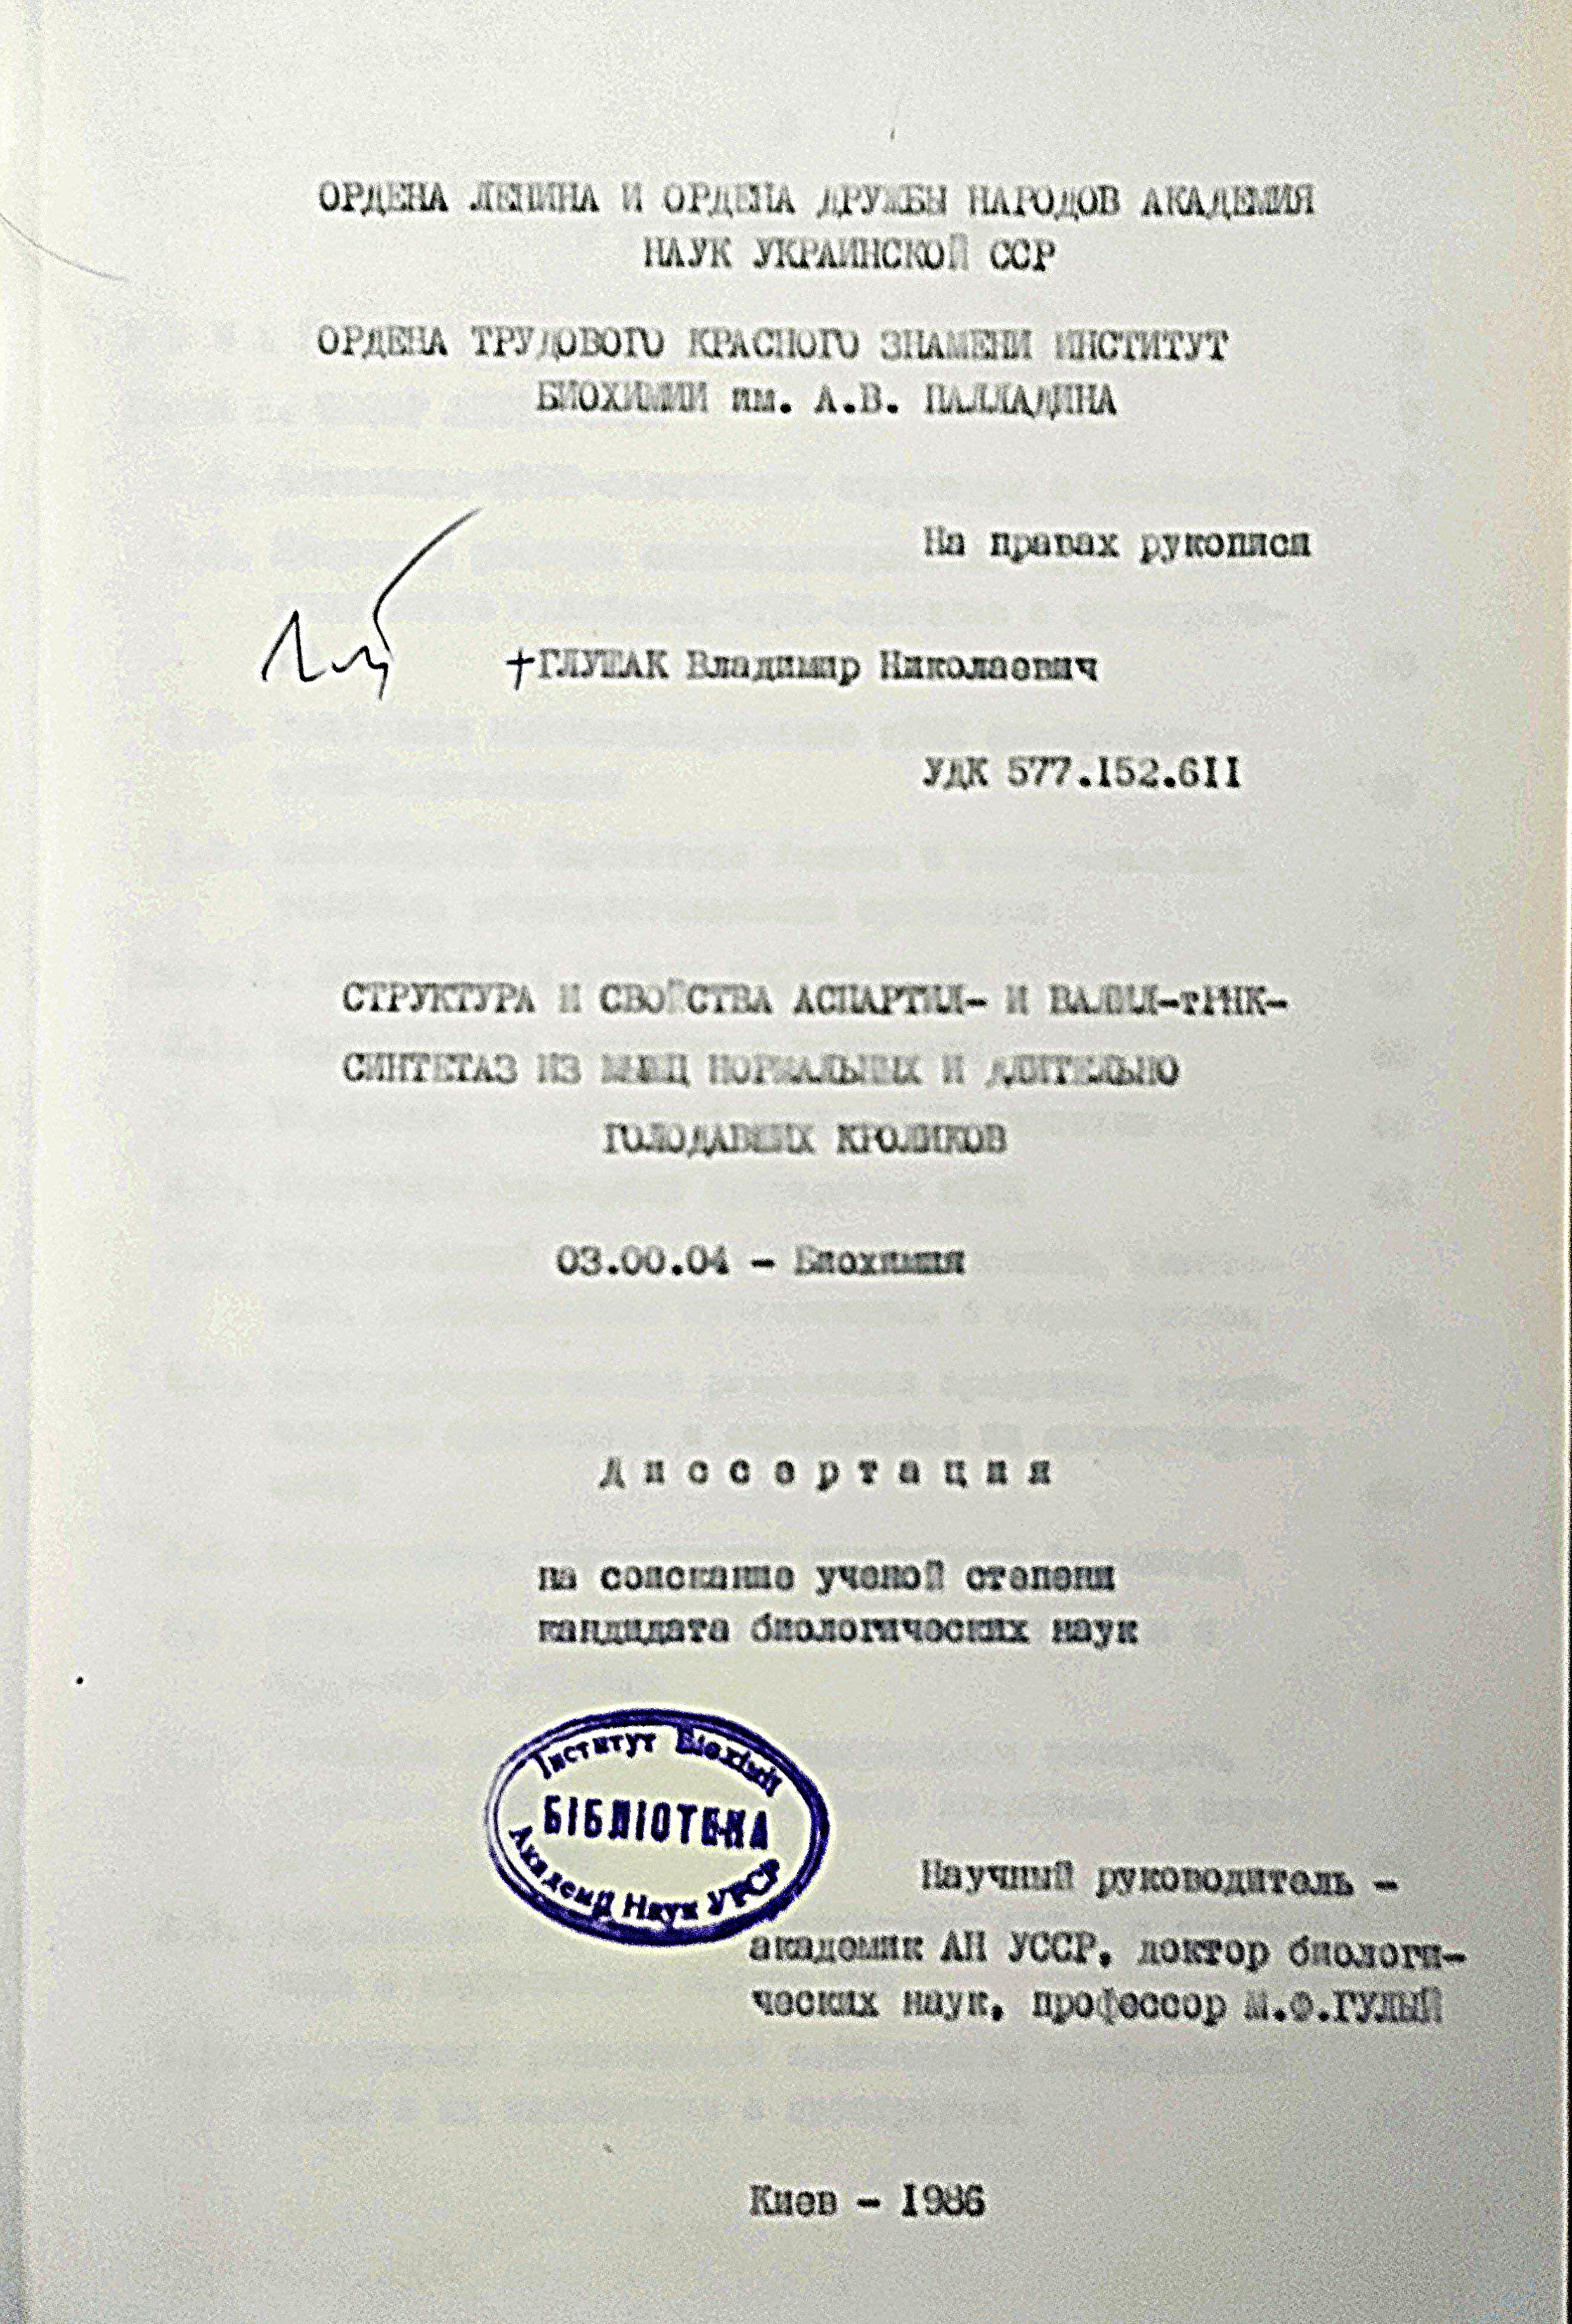 ОРДЕНА ЛЕНИНА И ОРДЕНА ДРУЖБЫ НАРОДОВ АКАДЕМИЯ
НАУК УКРАИНСКОЙ ССР
ОРДЕНА ТРУДОВОГО КРАСНОГО ЗНАМЕНИ ИНСТИТУТ
БИОХИМИИ им. А.В. ПАЛЛАДИНА
На правах рукописи
ГЛУШАК Владимир Николаевич
УДК 577.152.6II
СТРУКТУРА И СВОЙСТВА АСПАРТИЛ- И ВАЛИЛ-тРНК-
СИНТЕТАЗ ИЗ МЫШЦ НОРМАЛЬНЫХ И ДЛИТЕЛЬНО
ГОЛОДАВШИХ КРОЛИКОВ
03.00.04 - Биохимия
Диссертация
на соискание ученой степени
кандидата биологических наук
Інститут Біохімії
БІБЛІОТЕКА
Академії Наук УРСР
Научный руководитель -
академик АН УССР, доктор биологи-
ческих наук, профессор М.Ф.ГУЛЫЙ
Киев - I986